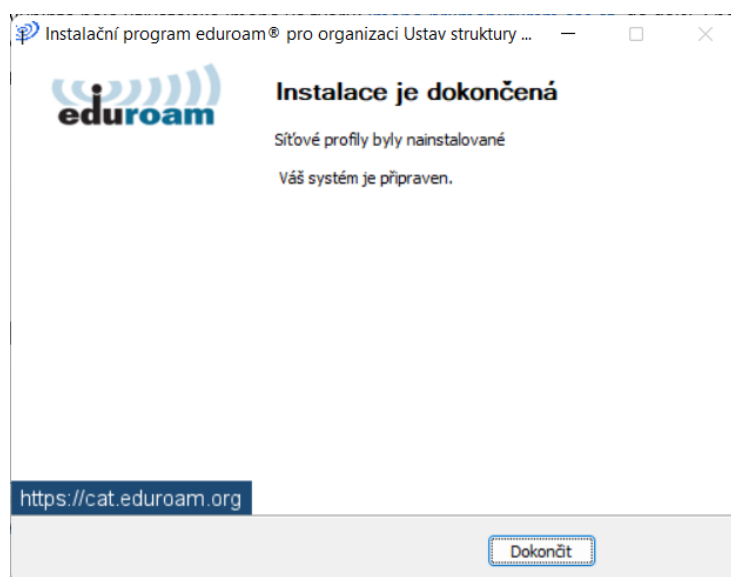 Instalační program eduroam® pro organizaci Ustav struktury ...
eduroam
Instalace je dokončená
Síťové profily byly nainstalované
Váš systém je připraven.
https://cat.eduroam.org
Dokončit